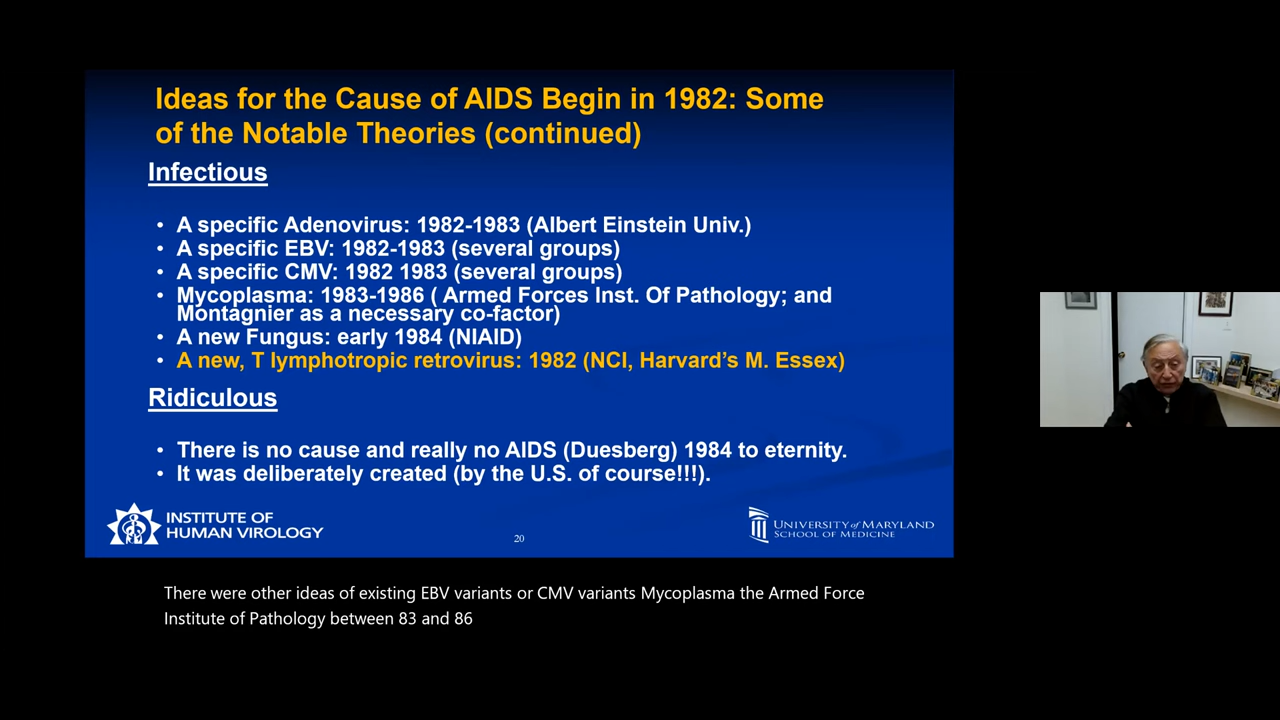 Ideas for the Cause of AIDS Begin in 1982: Some
of the Notable Theories (continued)
Infectious
• A specific Adenovirus: 1982-1983 (Albert Einstein Univ.)
• A specific EBV: 1982-1983 (several groups)
• A specific CMV: 1982 1983 (several groups)
• Mycoplasma: 1983-1986 ( Armed Forces Inst. Of Pathology; and
Montagnier as a necessary co-factor)
• A new Fungus: early 1984 (NIAID)
• A new, T lymphotropic retrovirus: 1982 (NCI, Harvard's M. Essex)
Ridiculous
• There is no cause and really no AIDS (Duesberg) 1984 to eternity.
• It was deliberately created (by the U.S. of course!!!).
INSTITUTE OF
HUMAN VIROLOGY
20
UNIVERSITY of MARYLAND
SCHOOL OF MEDICINE
There were other ideas of existing EBV variants or CMV variants Mycoplasma the Armed Force
Institute of Pathology between 83 and 86